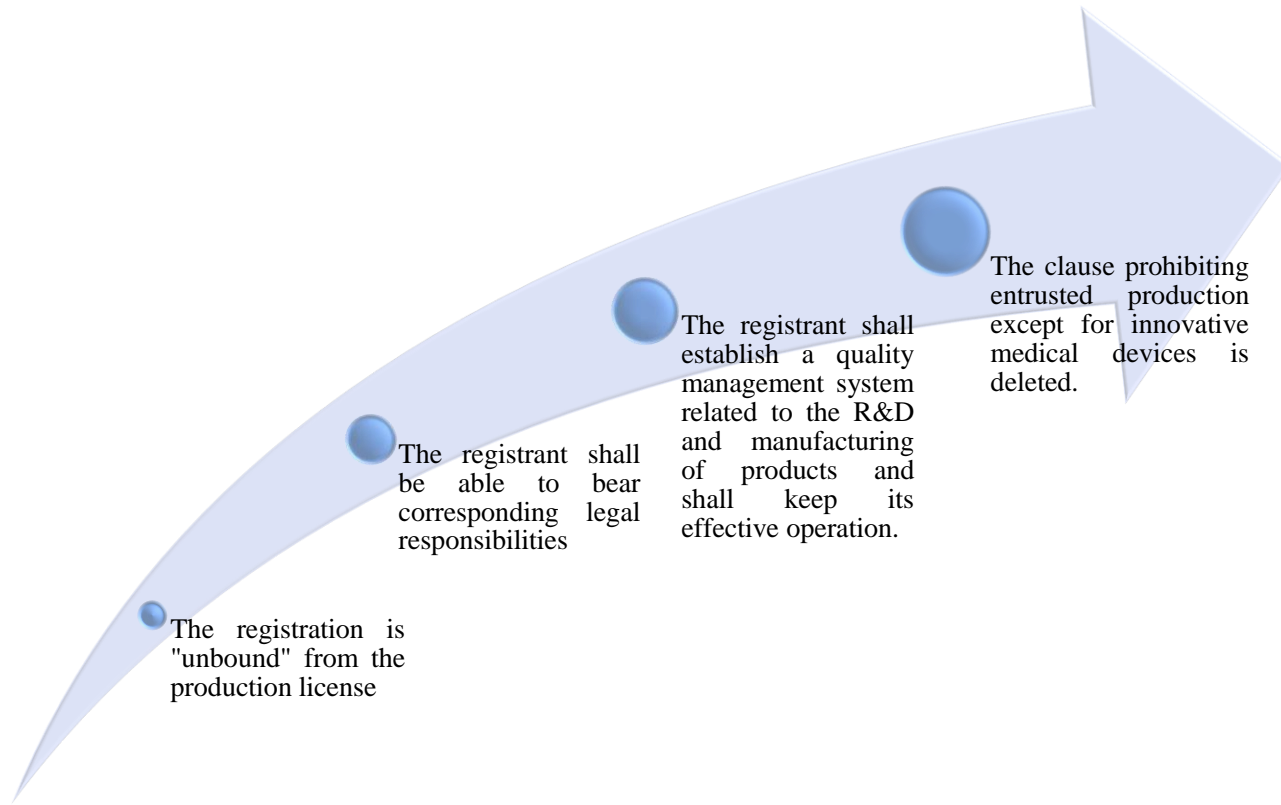 The registration is
"unbound" from the
production license
The registrant shall
be able to bear
corresponding legal
responsibilities
The registrant shall
establish a quality
management system
related to the R&D
and manufacturing
of products and
shall keep its
effective operation.
The clause prohibiting
entrusted production
except for innovative
medical devices is
deleted.